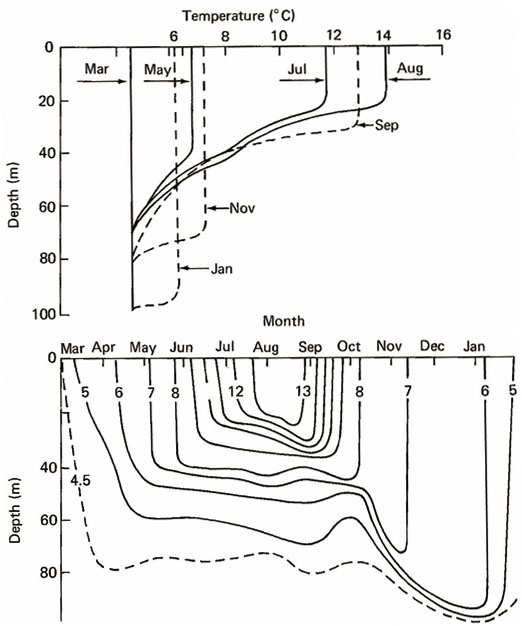 Temperature (°C)
6 8 10 12 14 16
0
20
40
60
80
100
Depth (m)
Mar
May
Jul
Aug
Sep
Nov
Jan
Month
Mar Apr May Jun Jul Aug Sep Oct Nov Dec Jan
0
40
60
80
Depth (m)
5 6 7 8 12 13 8 7 6 5
4.5